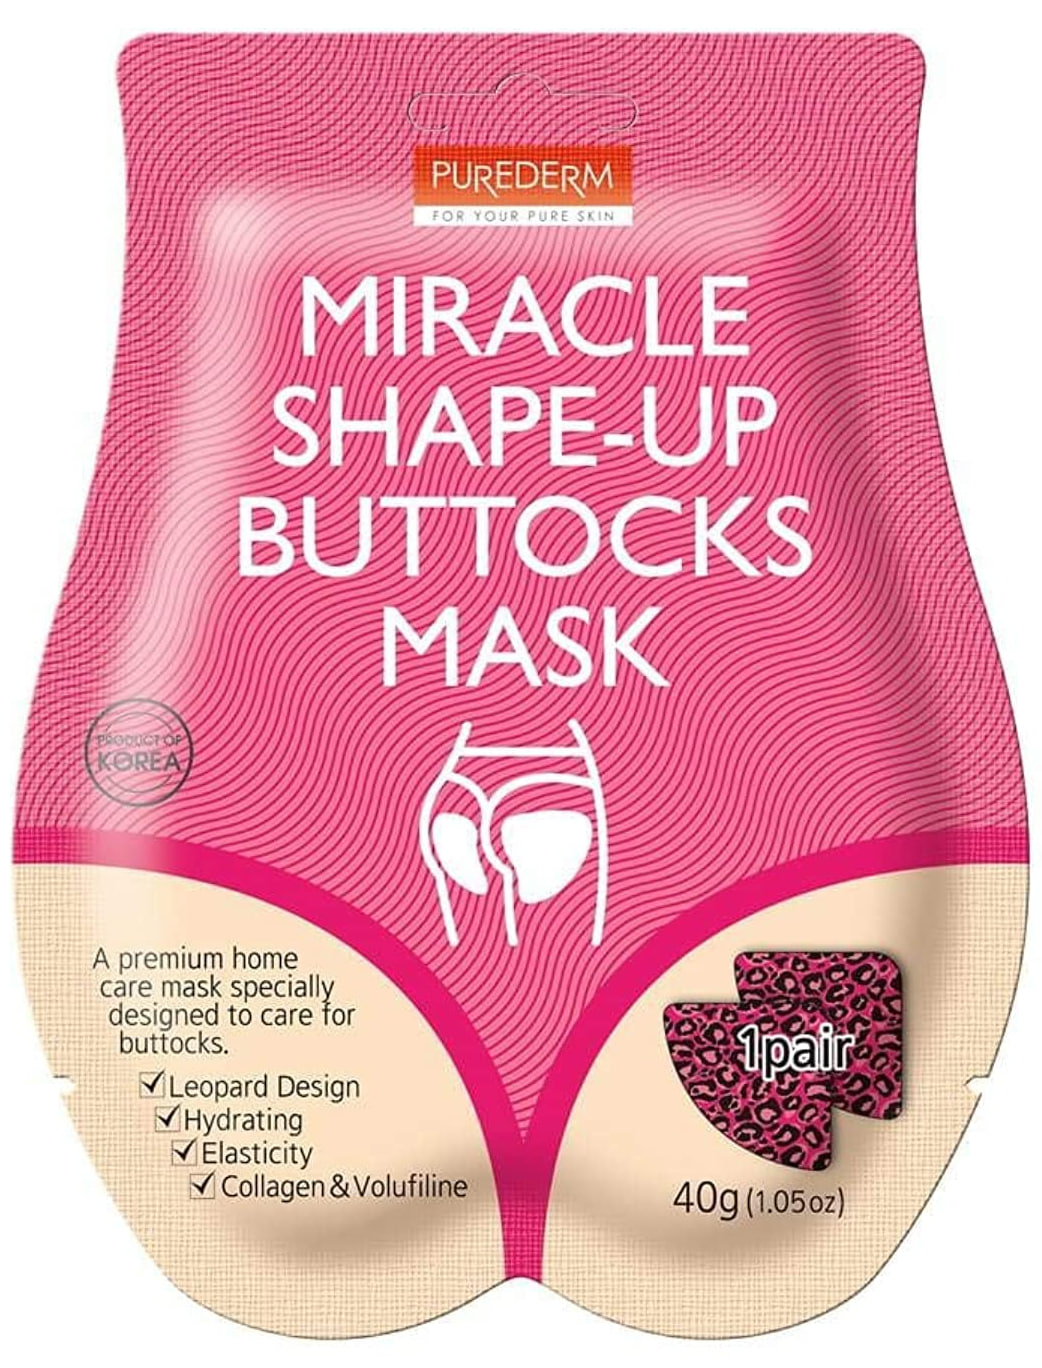 PUREDERM
FOR YOUR PURE SKIN
MIRACLE
SHAPE-UP
BUTTOCKS
MASK
PRODUCT OF
KOREA
A premium home
care mask specially
designed to care for
buttocks.
Leopard Design
Hydrating
Elasticity
Collagen & Volufiline
1pair
40g (1.05oz)